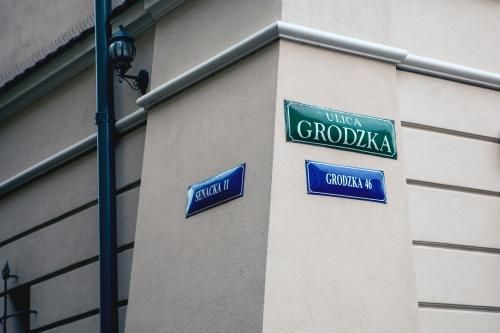 ULICA
GRODZKA
GRODZKA 46
SENACKA 11